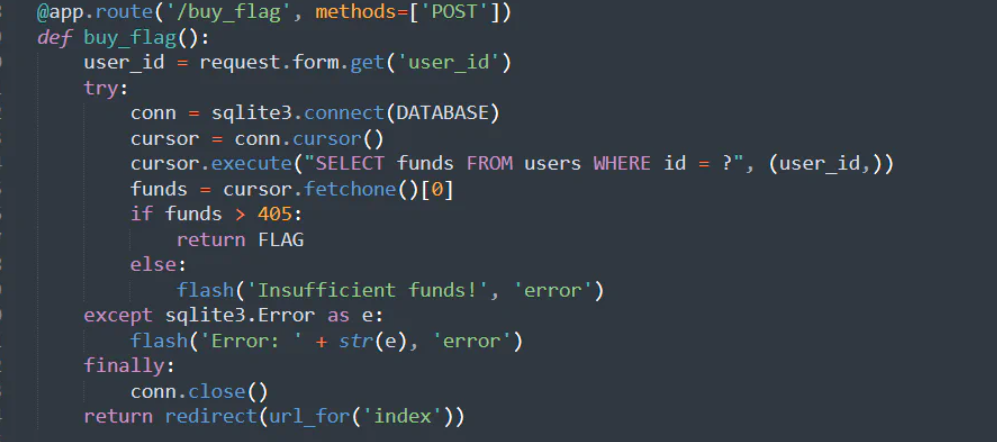 @app.route('/buy_flag', methods=['POST'])
def buy_flag():
    user_id = request.form.get('user_id')
    try:
        conn = sqlite3.connect(DATABASE)
        cursor = conn.cursor()
        cursor.execute("SELECT funds FROM users WHERE id = ?", (user_id,))
        funds = cursor.fetchone()[0]
        if funds > 405:
            return FLAG
        else:
            flash('Insufficient funds!', 'error')
    except sqlite3.Error as e:
        flash('Error: ' + str(e), 'error')
    finally:
        conn.close()
    return redirect(url_for('index'))